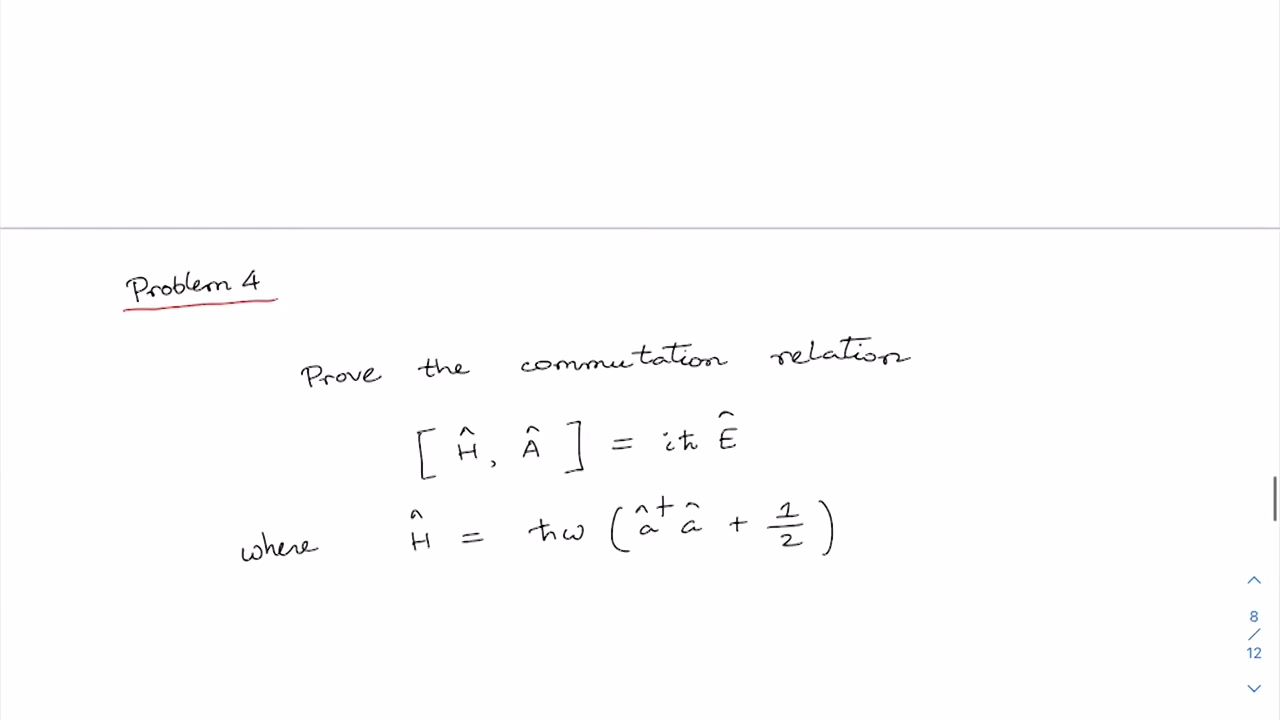 Problem 4
Prove the commutation relation
[ Ĥ, Â ] = iħ Ê
where Ĥ = ħω ( â† â + 1/2 )
8
/
12